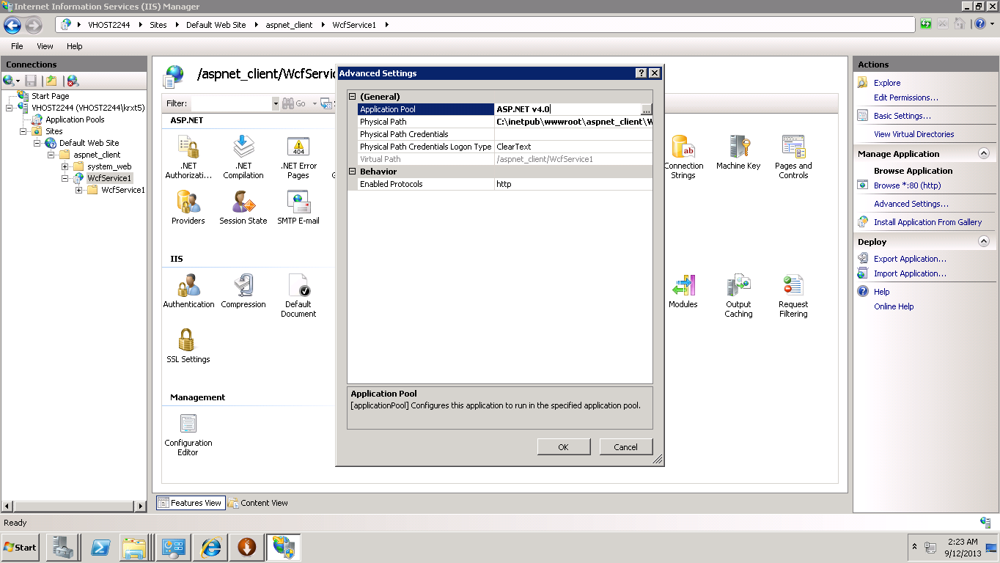 Internet Information Services (IIS) Manager
VHOST2244 Sites Default Web Site aspnet_client WcfService1
File View Help
Connections
Start Page
VHOST2244 (VHOST2244\krxt5)
Application Pools
Sites
Default Web Site
aspnet_client
system_web
WcfService1
WcfService1
/aspnet_client/WcfServic
Filter: Go
ASP.NET
.NET Authorizati...
.NET Compilation
.NET Error Pages
Connection Strings
Machine Key
Pages and Controls
Providers
Session State
SMTP E-mail
IIS
Authentication
Compression
Default Document
Modules
Output Caching
Request Filtering
SSL Settings
Management
Configuration Editor
Features View
Content View
Advanced Settings
(General)
Application Pool ASP.NET v4.0 ...
Physical Path C:\inetpub\wwwroot\aspnet_client\W
Physical Path Credentials
Physical Path Credentials Logon Type ClearText
Virtual Path /aspnet_client/WcfService1
Behavior
Enabled Protocols http
Application Pool
[applicationPool] Configures this application to run in the specified application pool.
OK Cancel
Actions
Explore
Edit Permissions...
Basic Settings...
View Virtual Directories
Manage Application
Browse Application
Browse *:80 (http)
Advanced Settings...
Install Application From Gallery
Deploy
Export Application...
Import Application...
Help
Online Help
Ready
Start
2:23 AM
9/12/2013